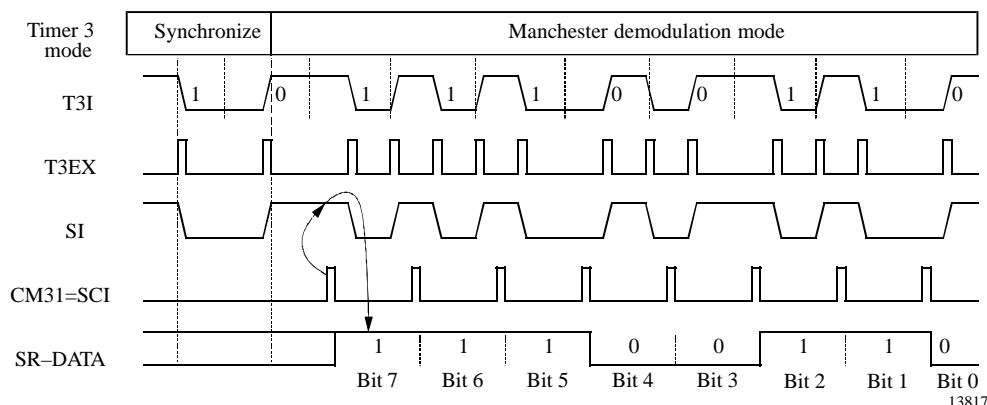 Timer 3 mode
Synchronize
Manchester demodulation mode
T3I
1 0 1 1 1 0 0 1 1 0
T3EX
SI
CM31=SCI
SR–DATA
1 1 1 0 0 1 1 0
Bit 7 Bit 6 Bit 5 Bit 4 Bit 3 Bit 2 Bit 1 Bit 0
13817